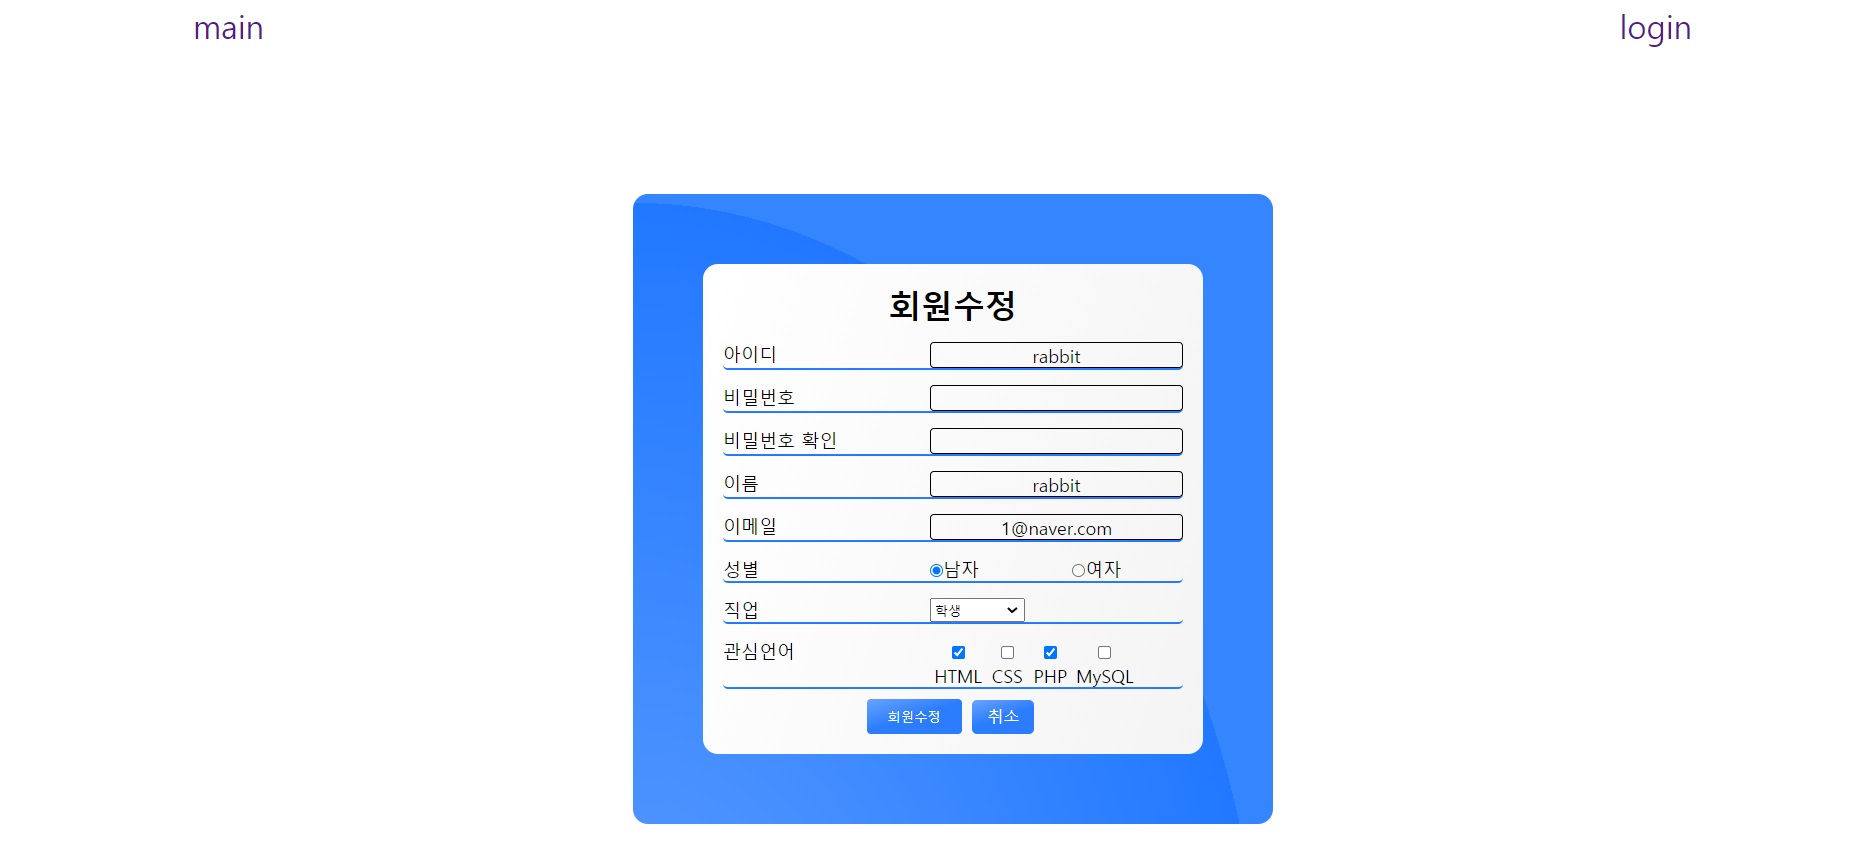 main login
회원수정
아이디 rabbit
비밀번호
비밀번호 확인
이름 rabbit
이메일 1@naver.com
성별 남자 여자
직업 학생
관심언어
HTML CSS PHP MySQL
회원수정 취소